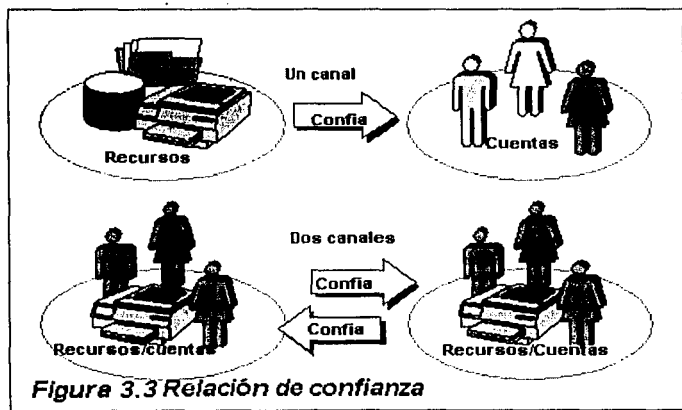 Un canal
Confia
Recursos
Cuentas
Dos canales
Confia
Confia
Recursos/cuentas
Recursos/Cuentas
Figura 3.3 Relación de confianza